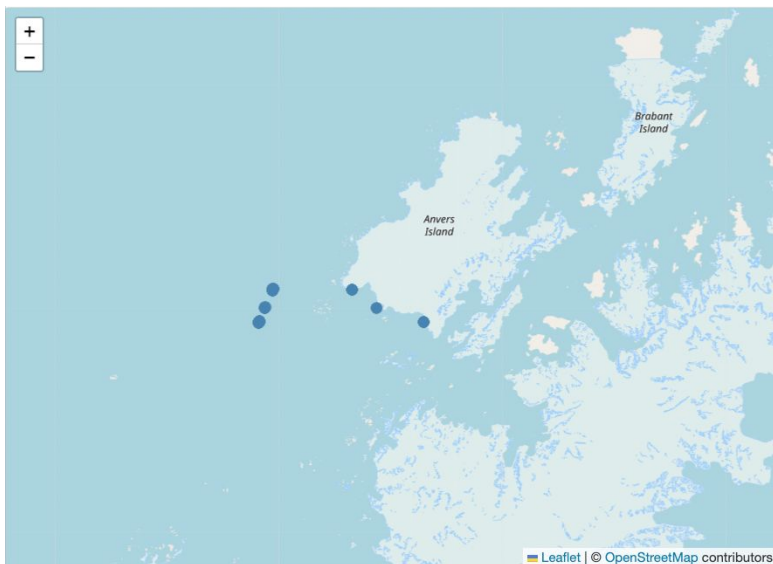 +
−
Brabant
Island
Anvers
Island
Leaflet | © OpenStreetMap contributors